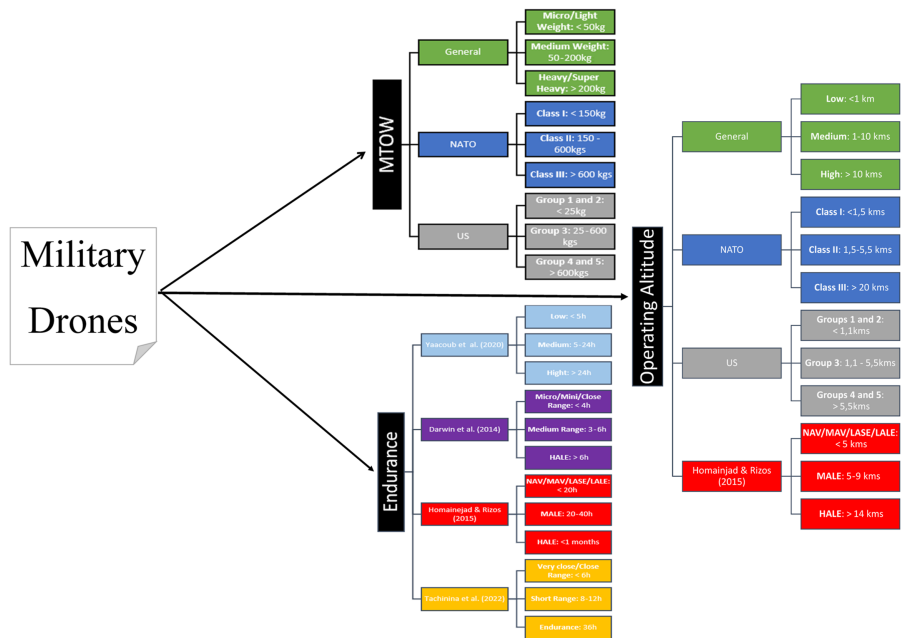 Military
Drones
MTOW
General
Micro/Light
Weight: < 50kg
Medium Weight:
50-200kg
Heavy/Super
Heavy: > 200kg
NATO
Class I: < 150kg
Class II: 150 -
600kgs
Class III: > 600 kgs
US
Group 1 and 2:
< 25kg
Group 3: 25-600
kgs
Group 4 and 5:
> 600kgs
Endurance
Yaacoub et al. (2020)
Low: < 5h
Medium: 5-24h
Hight: > 24h
Darwin et al. (2014)
Micro/Mini/Close
Range: < 4h
Medium Range: 3-6h
HALE: > 6h
Homainejad & Rizos
(2015)
NAV/MAV/LASE/LALE:
< 20h
MALE: 20-40h
HALE: <1 months
Tachinina et al. (2022)
Very close/Close
Range: < 6h
Short Range: 8-12h
Endurance: 36h
Operating Altitude
General
Low: <1 km
Medium: 1-10 kms
High: > 10 kms
NATO
Class I: <1,5 kms
Class II: 1,5-5,5 kms
Class III: > 20 kms
US
Groups 1 and 2:
< 1,1kms
Group 3: 1,1 - 5,5kms
Groups 4 and 5:
> 5,5kms
Homainjad & Rizos
(2015)
NAV/MAV/LASE/LALE:
< 5 kms
MALE: 5-9 kms
HALE: > 14 kms